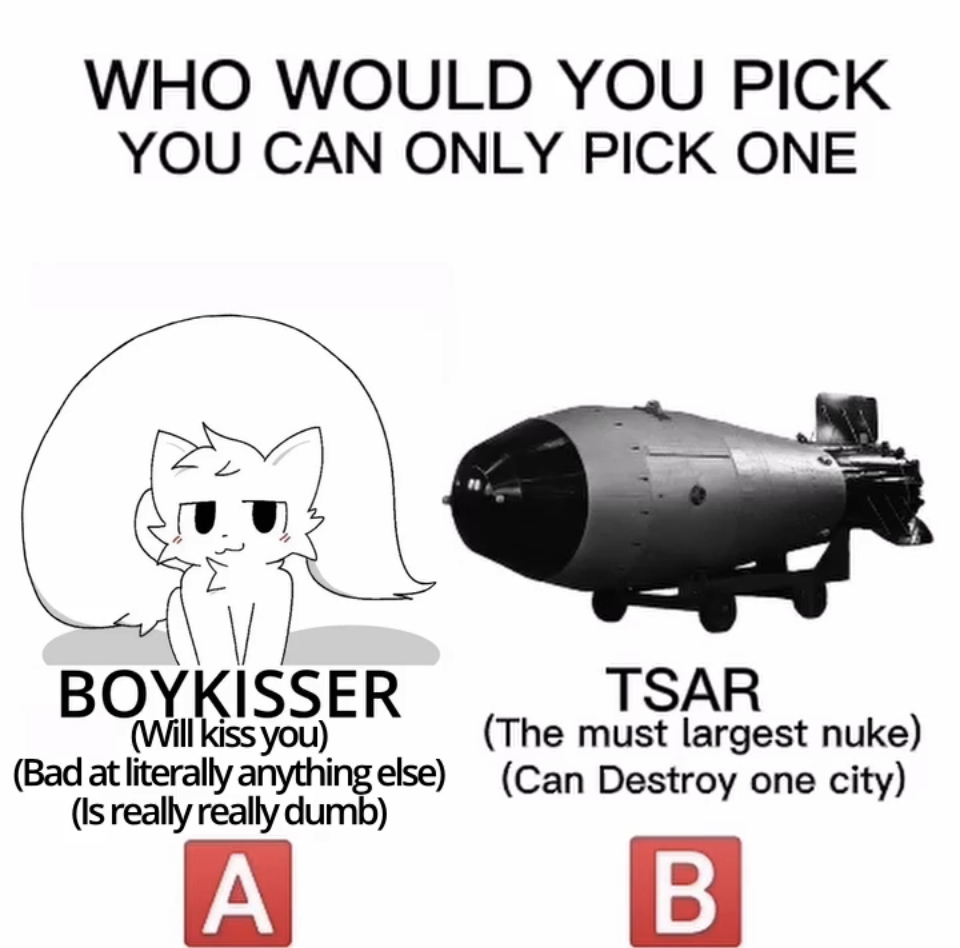 WHO WOULD YOU PICK
YOU CAN ONLY PICK ONE
BOYKISSER
(Will kiss you)
(Bad at literally anything else)
(Is really really dumb)
A
TSAR
(The must largest nuke)
(Can Destroy one city)
B